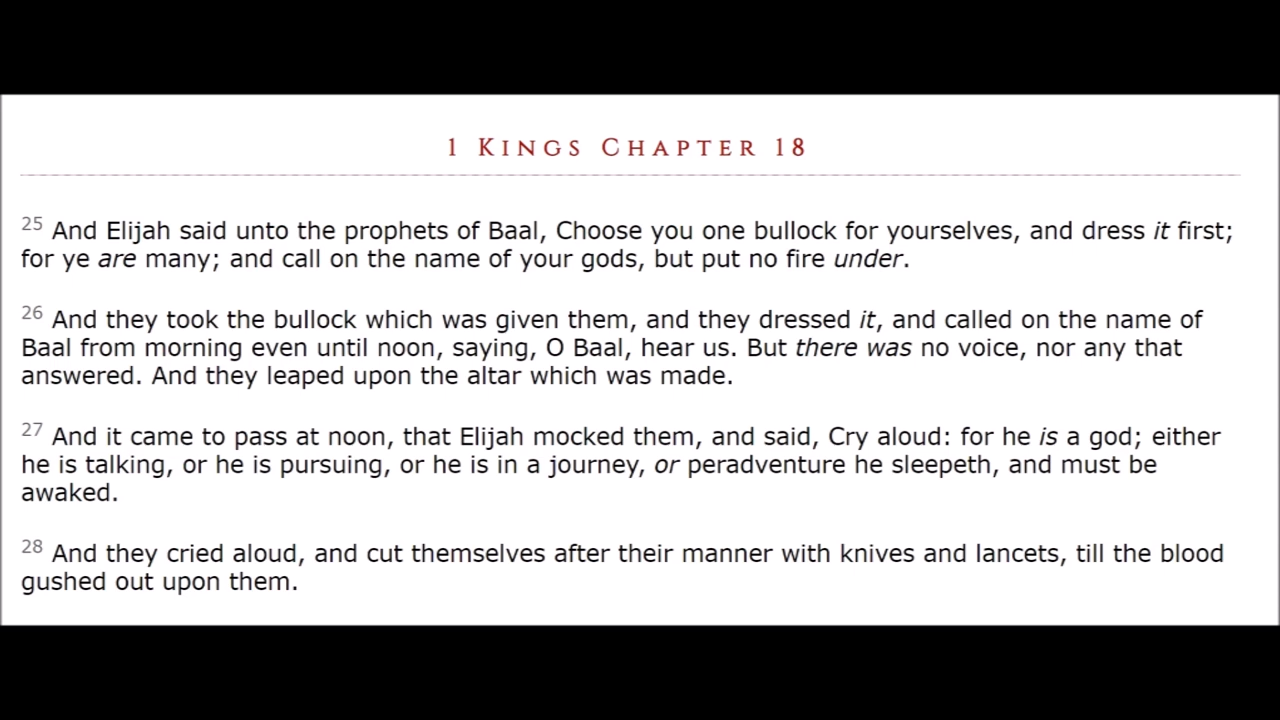 1 Kings Chapter 18
25 And Elijah said unto the prophets of Baal, Choose you one bullock for yourselves, and dress it first;
for ye are many; and call on the name of your gods, but put no fire under.
26 And they took the bullock which was given them, and they dressed it, and called on the name of
Baal from morning even until noon, saying, O Baal, hear us. But there was no voice, nor any that
answered. And they leaped upon the altar which was made.
27 And it came to pass at noon, that Elijah mocked them, and said, Cry aloud: for he is a god; either
he is talking, or he is pursuing, or he is in a journey, or peradventure he sleepeth, and must be
awaked.
28 And they cried aloud, and cut themselves after their manner with knives and lancets, till the blood
gushed out upon them.